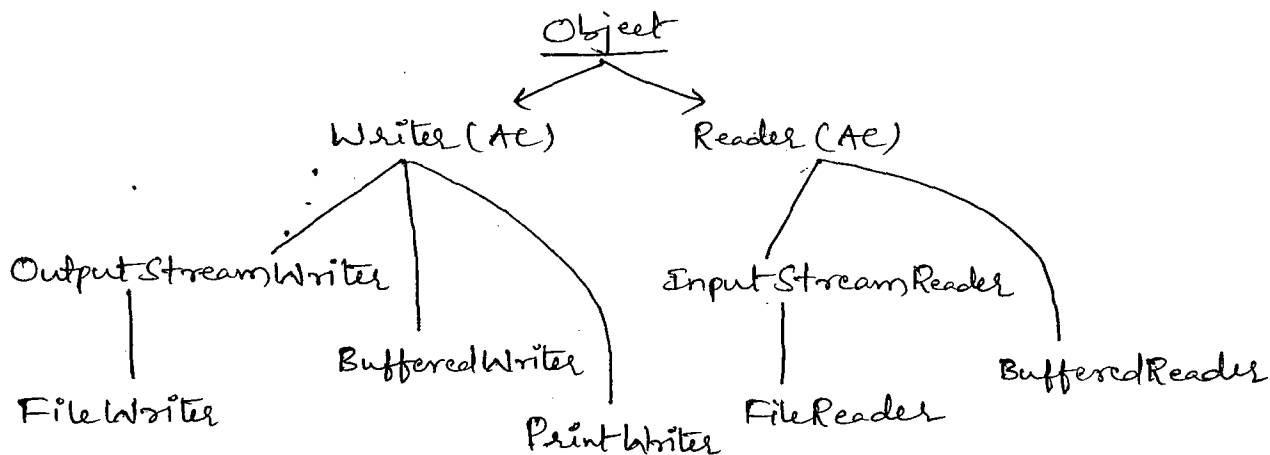 Object
Writer (AC) Reader (AC)
OutputStreamWriter InputStreamReader
BufferedWriter BufferedReader
FileWriter FileReader
PrintWriter